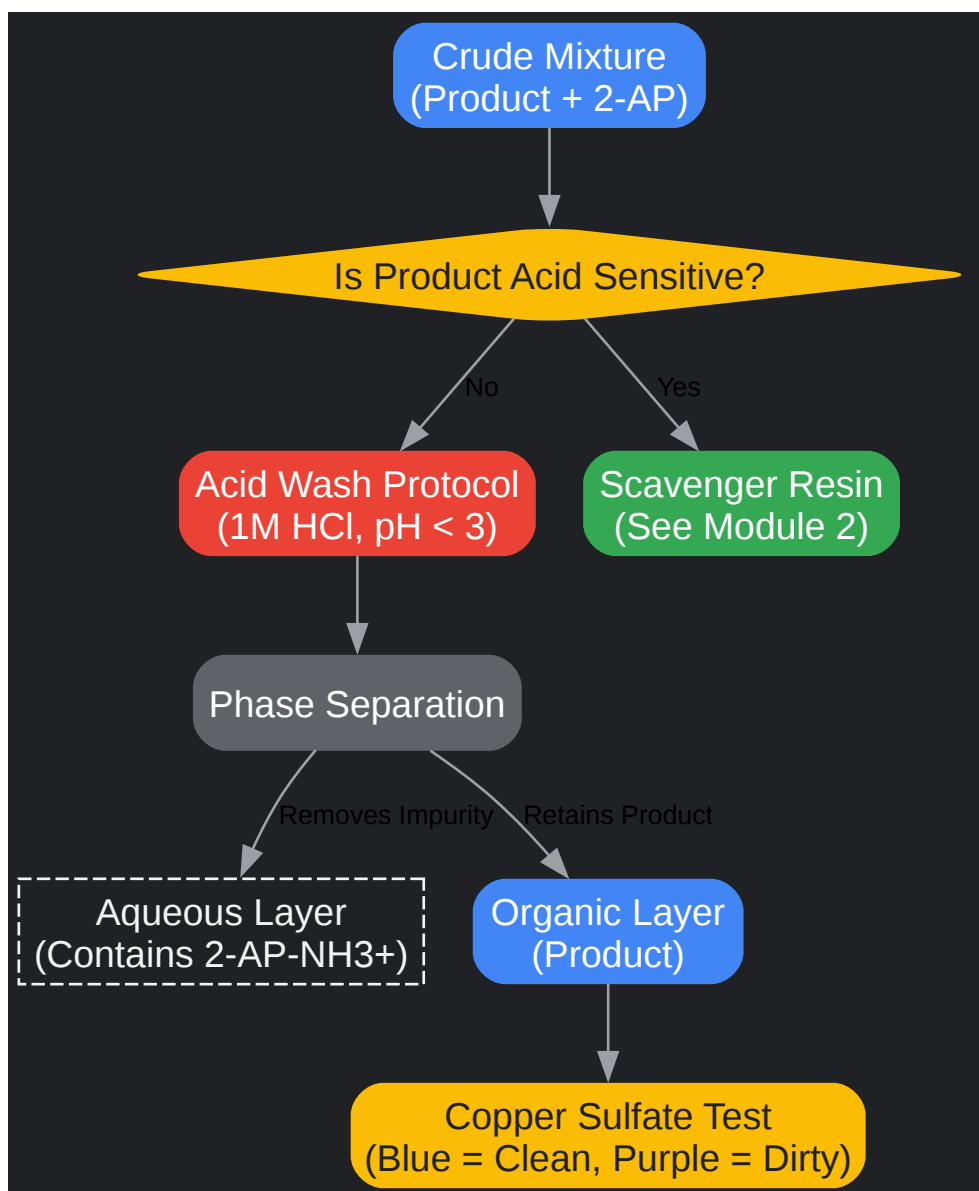 Crude Mixture
(Product + 2-AP)
Is Product Acid Sensitive?
No
Yes
Acid Wash Protocol
(1M HCl, pH < 3)
Scavenger Resin
(See Module 2)
Phase Separation
Removes Impurity
Retains Product
Aqueous Layer
(Contains 2-AP-NH3+)
Organic Layer
(Product)
Copper Sulfate Test
(Blue = Clean, Purple = Dirty)